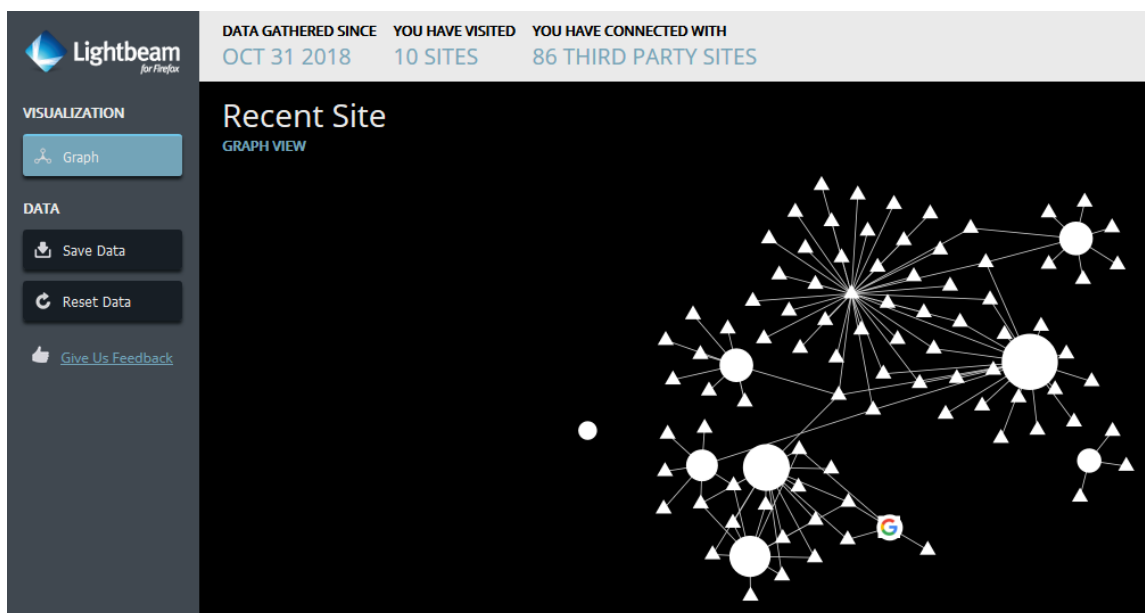 Lightbeam
for Firefox
DATA GATHERED SINCE YOU HAVE VISITED YOU HAVE CONNECTED WITH
OCT 31 2018 10 SITES 86 THIRD PARTY SITES
VISUALIZATION
Graph
DATA
Save Data
Reset Data
Give Us Feedback
Recent Site
GRAPH VIEW
G